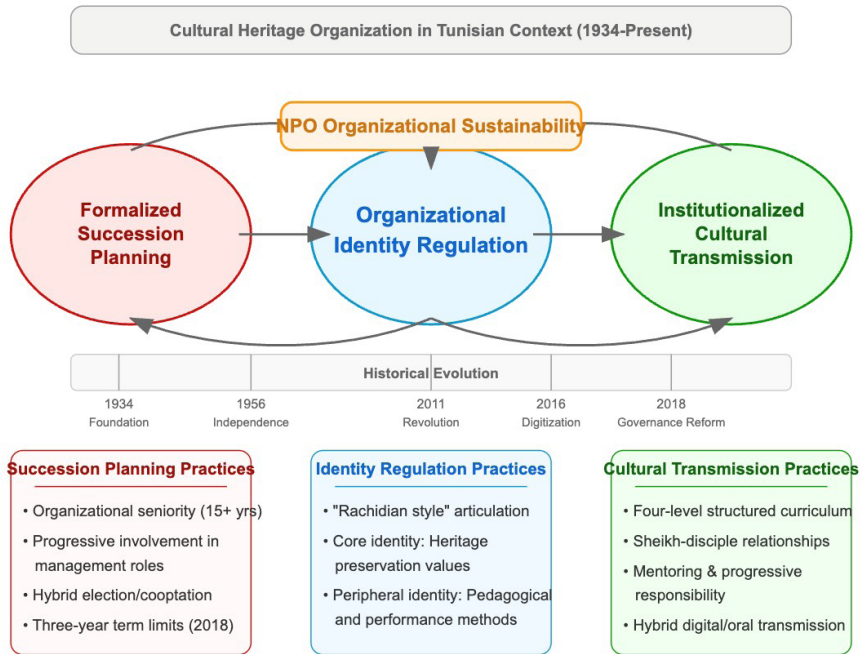 Cultural Heritage Organization in Tunisian Context (1934-Present)
NPO Organizational Sustainability
Formalized
Succession
Planning
Organizational
Identity Regulation
Institutionalized
Cultural
Transmission
Historical Evolution
1934
Foundation
1956
Independence
2011
Revolution
2016
Digitization
2018
Governance Reform
Succession Planning Practices
• Organizational seniority (15+ yrs)
• Progressive involvement in
management roles
• Hybrid election/cooptation
• Three-year term limits (2018)
Identity Regulation Practices
• "Rachidian style" articulation
• Core identity: Heritage
preservation values
• Peripheral identity: Pedagogical
and performance methods
Cultural Transmission Practices
• Four-level structured curriculum
• Sheikh-disciple relationships
• Mentoring & progressive
responsibility
• Hybrid digital/oral transmission